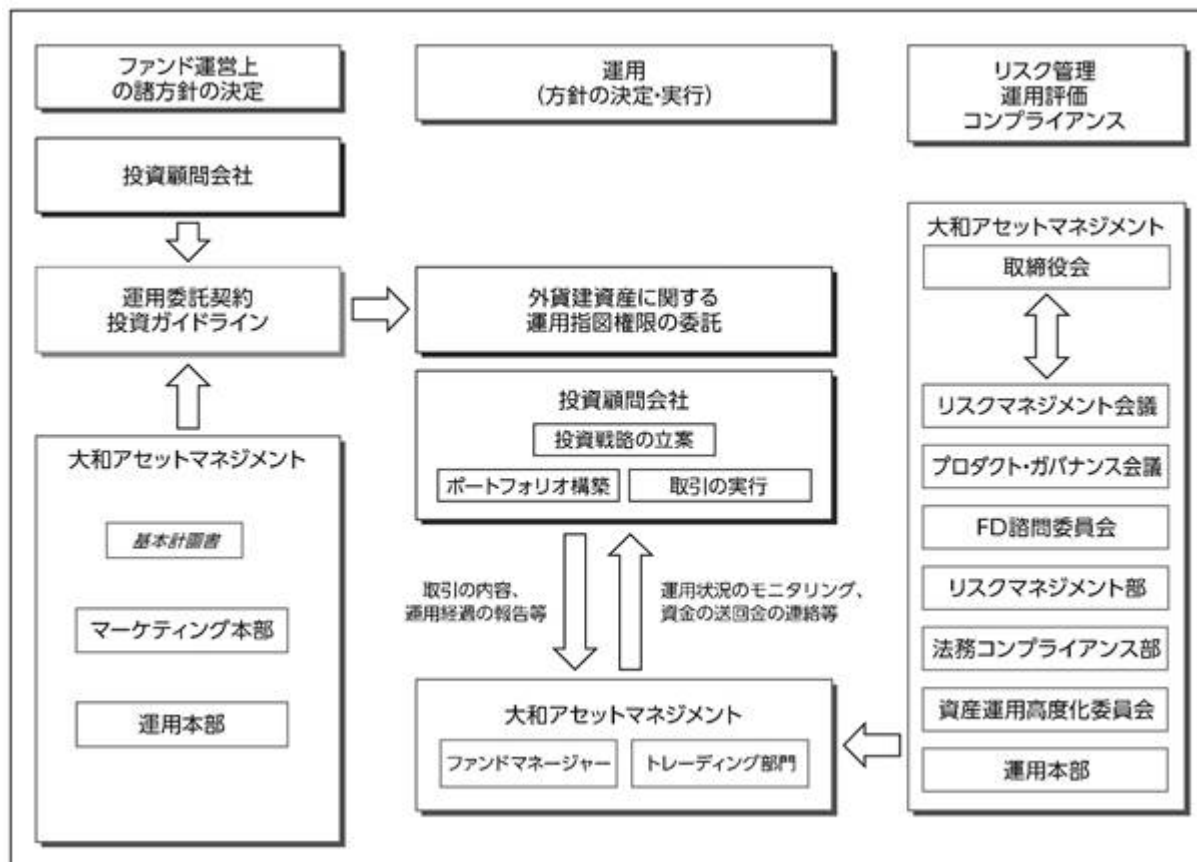 ファンド運営上
の諸方針の決定
運用
(方針の決定・実行)
リスク管理
運用評価
コンプライアンス
投資顧問会社
運用委託契約
投資ガイドライン
外貨建資産に関する
運用指図権限の委託
投資顧問会社
投資戦略の立案
ポートフォリオ構築
取引の実行
大和アセットマネジメント
基本計画書
マーケティング本部
運用本部
取引の内容、
運用経過の報告等
運用状況のモニタリング、
資金の送回金の連絡等
大和アセットマネジメント
ファンドマネージャー
トレーディング部門
大和アセットマネジメント
取締役会
リスクマネジメント会議
プロダクト・ガバナンス会議
FD諮問委員会
リスクマネジメント部
法務コンプライアンス部
資産運用高度化委員会
運用本部